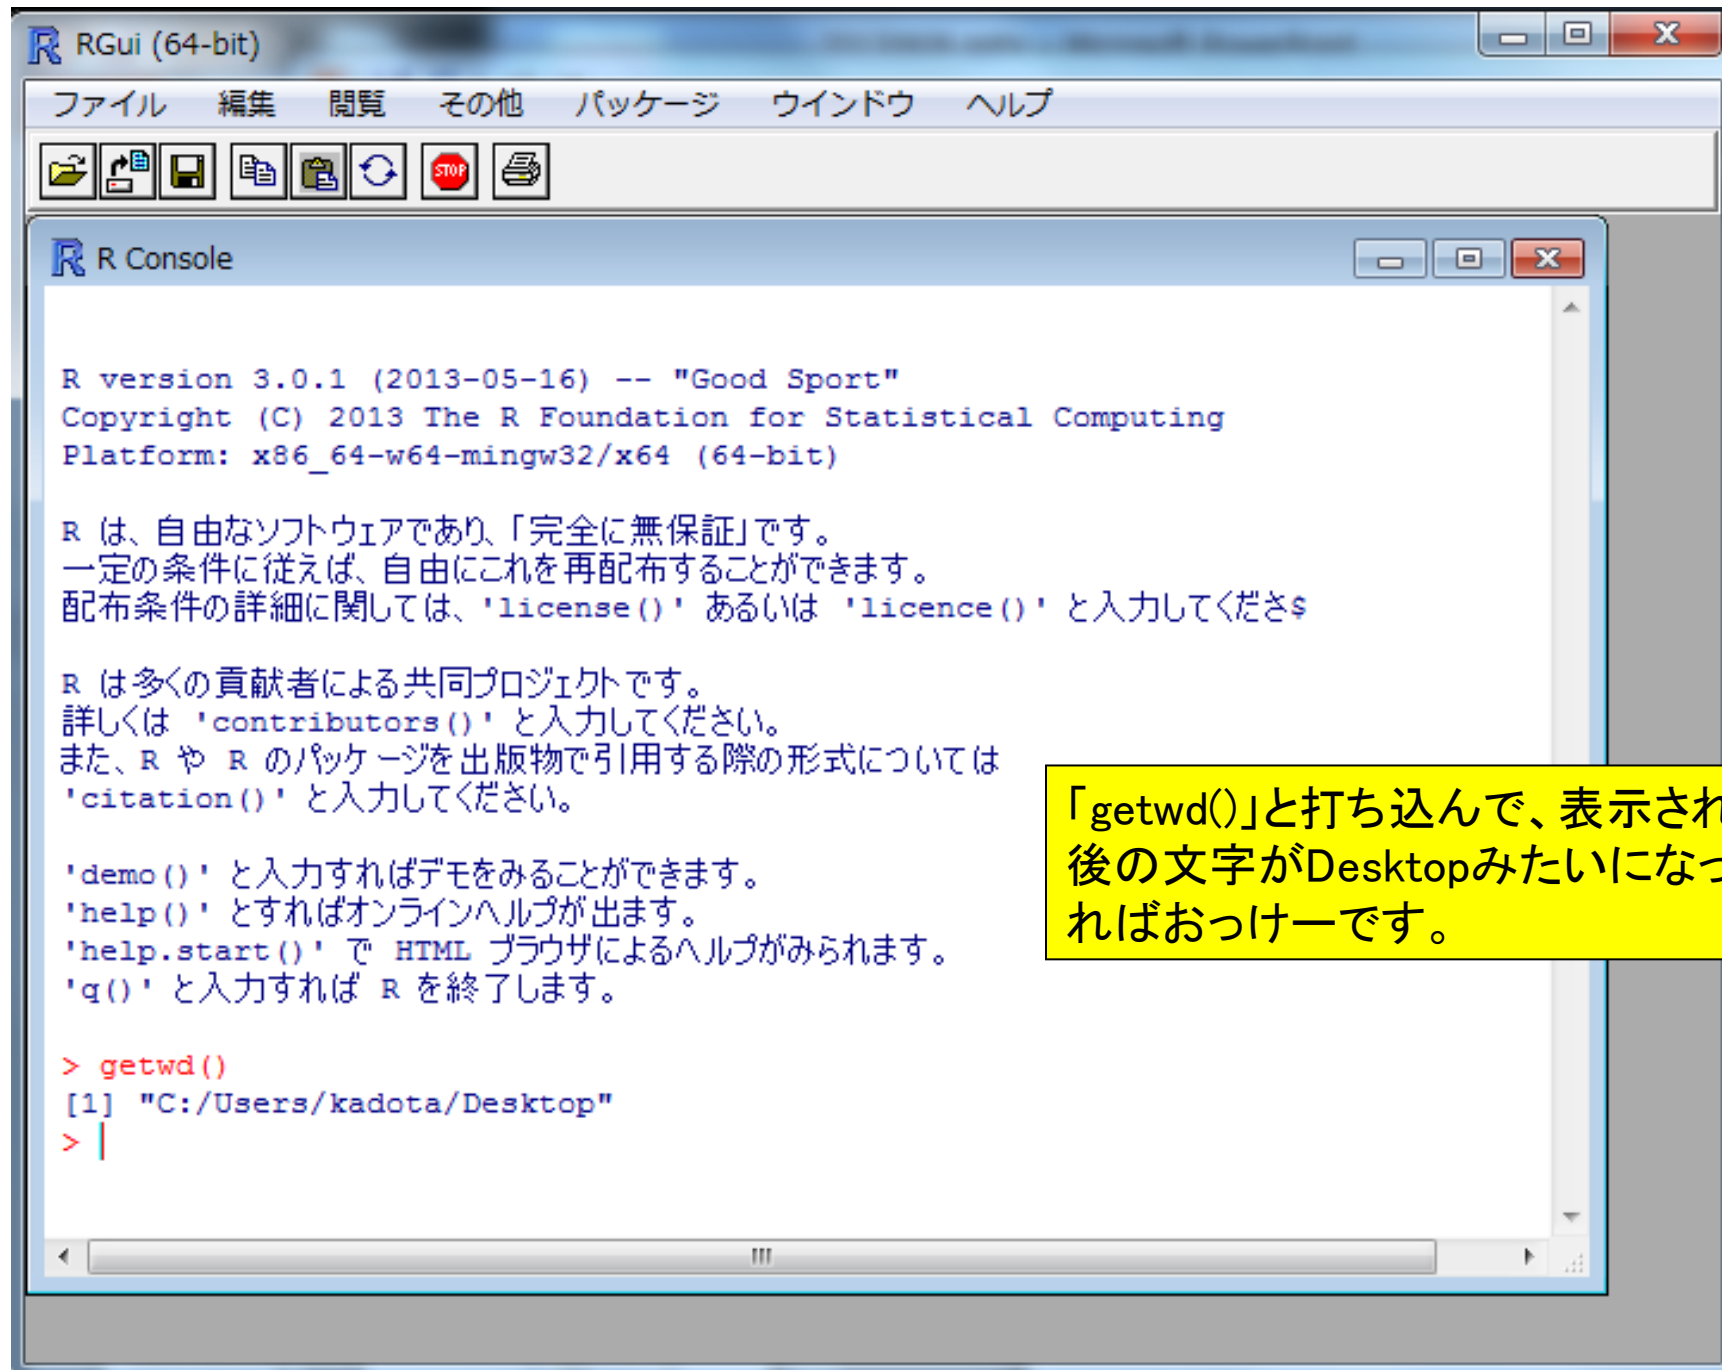 RGui (64-bit)
ファイル 編集 閲覧 その他 パッケージ ウインドウ ヘルプ
STOP
R Console
R version 3.0.1 (2013-05-16) -- "Good Sport"
Copyright (C) 2013 The R Foundation for Statistical Computing
Platform: x86_64-w64-mingw32/x64 (64-bit)
R は、自由なソフトウェアであり、「完全に無保証」です。
一定の条件に従えば、自由にこれを再配布することができます。
配布条件の詳細に関しては、'license()' あるいは 'licence()' と入力してくださ$
R は多くの貢献者による共同プロジェクトです。
詳しくは 'contributors()' と入力してください。
また、R や R のパッケージを出版物で引用する際の形式については
'citation()' と入力してください。
'demo()' と入力すればデモをみることができます。
'help()' とすればオンラインヘルプが出ます。
'help.start()' で HTML ブラウザによるヘルプがみられます。
'q()' と入力すれば R を終了します。
> getwd()
[1] "C:/Users/kadota/Desktop"
>
「getwd()」と打ち込んで、表示され
後の文字がDesktopみたいになっ
ればおっけーです。